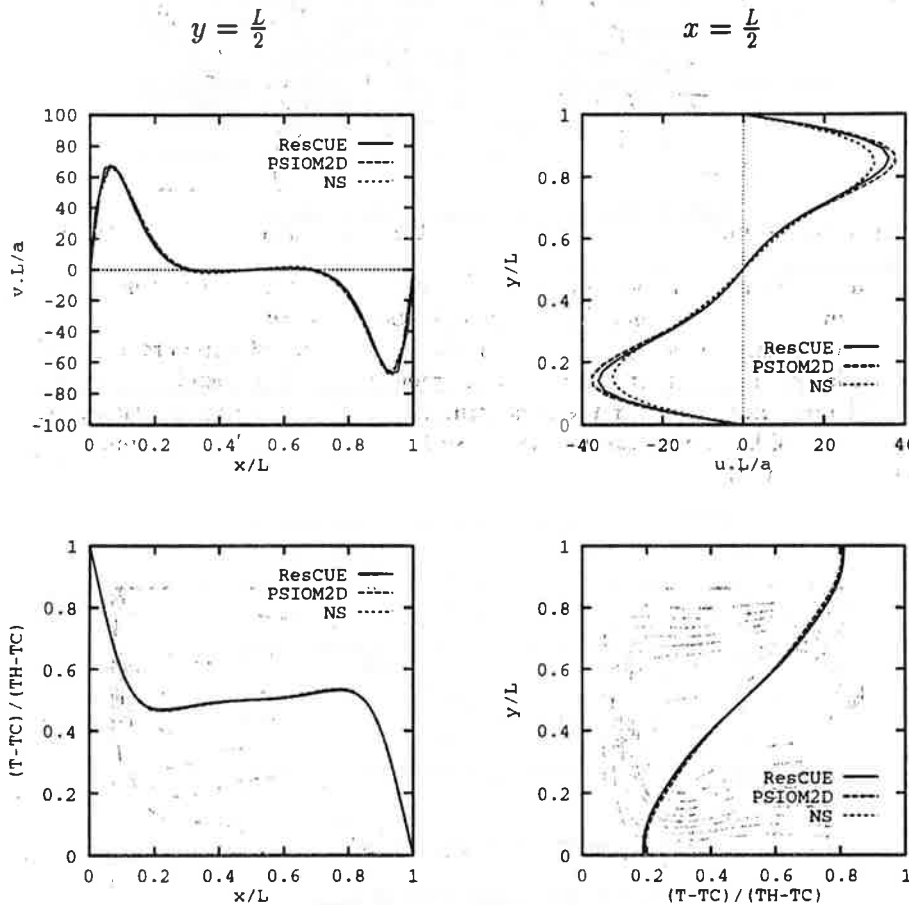 y = L/2
x = L/2
100
80
60
40
20
0
-20
-40
-60
-80
-100
v.L/a
ResCUE
PSIOM2D
NS
0 0.2 0.4 0.6 0.8 1
x/L
1
0.8
0.6
0.4
0.2
0
y/L
ResCUE
PSIOM2D
NS
-40 -20 0 20 40
u.L/a
1
0.8
0.6
0.4
0.2
0
(T-TC)/(TH-TC)
ResCUE
PSIOM2D
NS
0 0.2 0.4 0.6 0.8 1
x/L
1
0.8
0.6
0.4
0.2
0
y/L
ResCUE
PSIOM2D
NS
0 0.2 0.4 0.6 0.8 1
(T-TC)/(TH-TC)